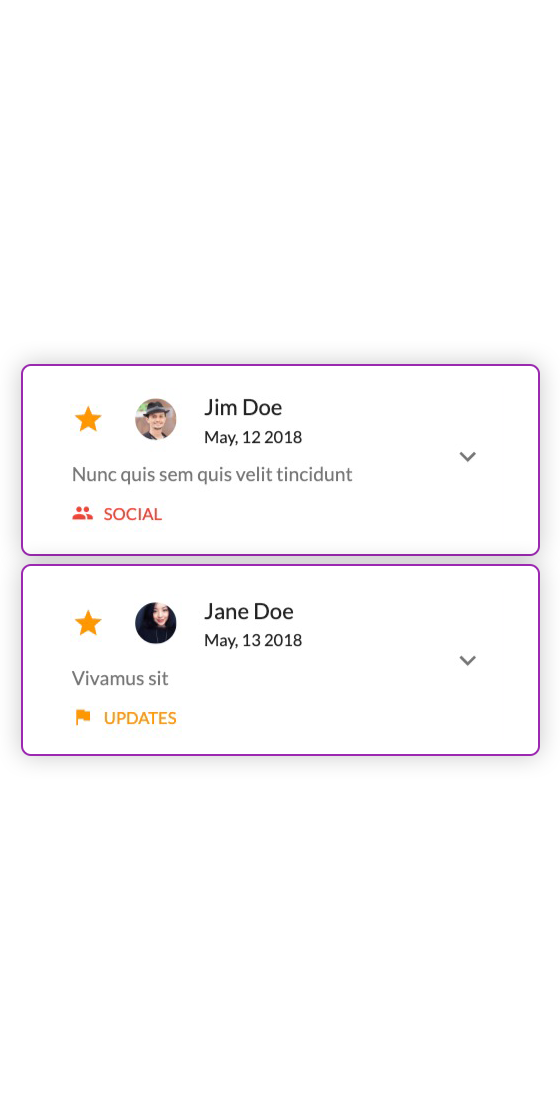 Jim Doe
May, 12 2018
Nunc quis sem quis velit tincidunt
SOCIAL
Jane Doe
May, 13 2018
Vivamus sit
UPDATES